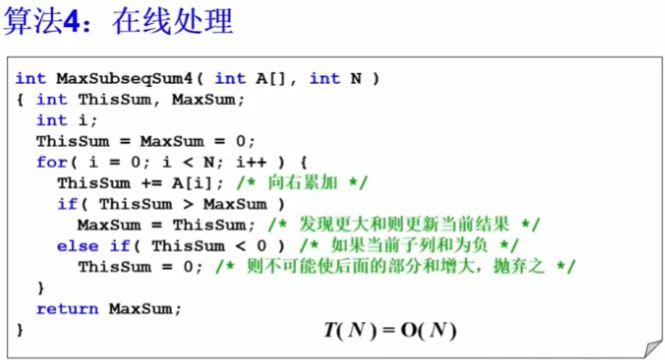 算法4：在线处理
int MaxSubseqSum4( int A[], int N )
{ int ThisSum, MaxSum;
int i;
ThisSum = MaxSum = 0;
for( i = 0; i < N; i++ ) {
ThisSum += A[i]; /* 向右累加 */
if( ThisSum > MaxSum )
MaxSum = ThisSum; /* 发现更大和则更新当前结果 */
else if( ThisSum < 0 ) /* 如果当前子列和为负 */
ThisSum = 0; /* 则不可能使后面的部分和增大，抛弃之 */
}
return MaxSum;
}
T( N ) = O( N )